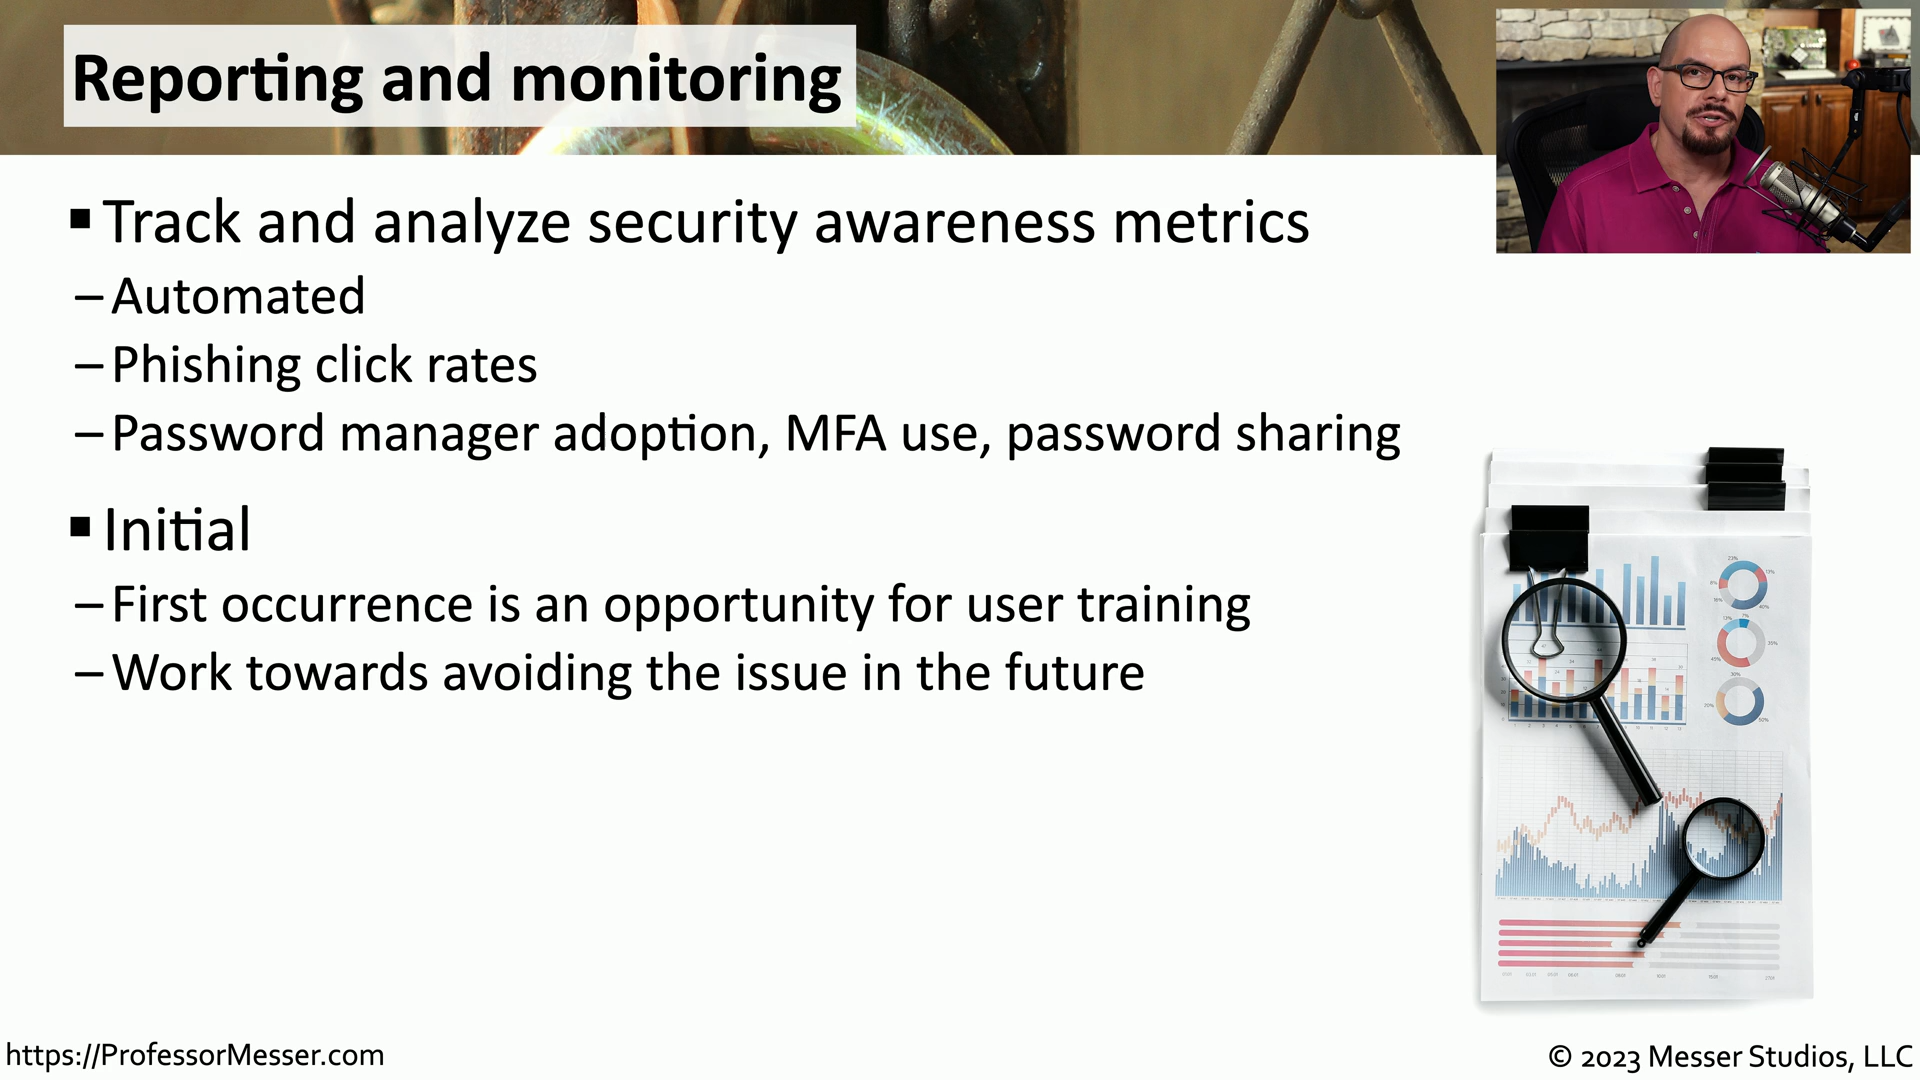 Reporting and monitoring
▪ Track and analyze security awareness metrics
– Automated
– Phishing click rates
– Password manager adoption, MFA use, password sharing
▪ Initial
– First occurrence is an opportunity for user training
– Work towards avoiding the issue in the future
https://ProfessorMesser.com
© 2023 Messer Studios, LLC